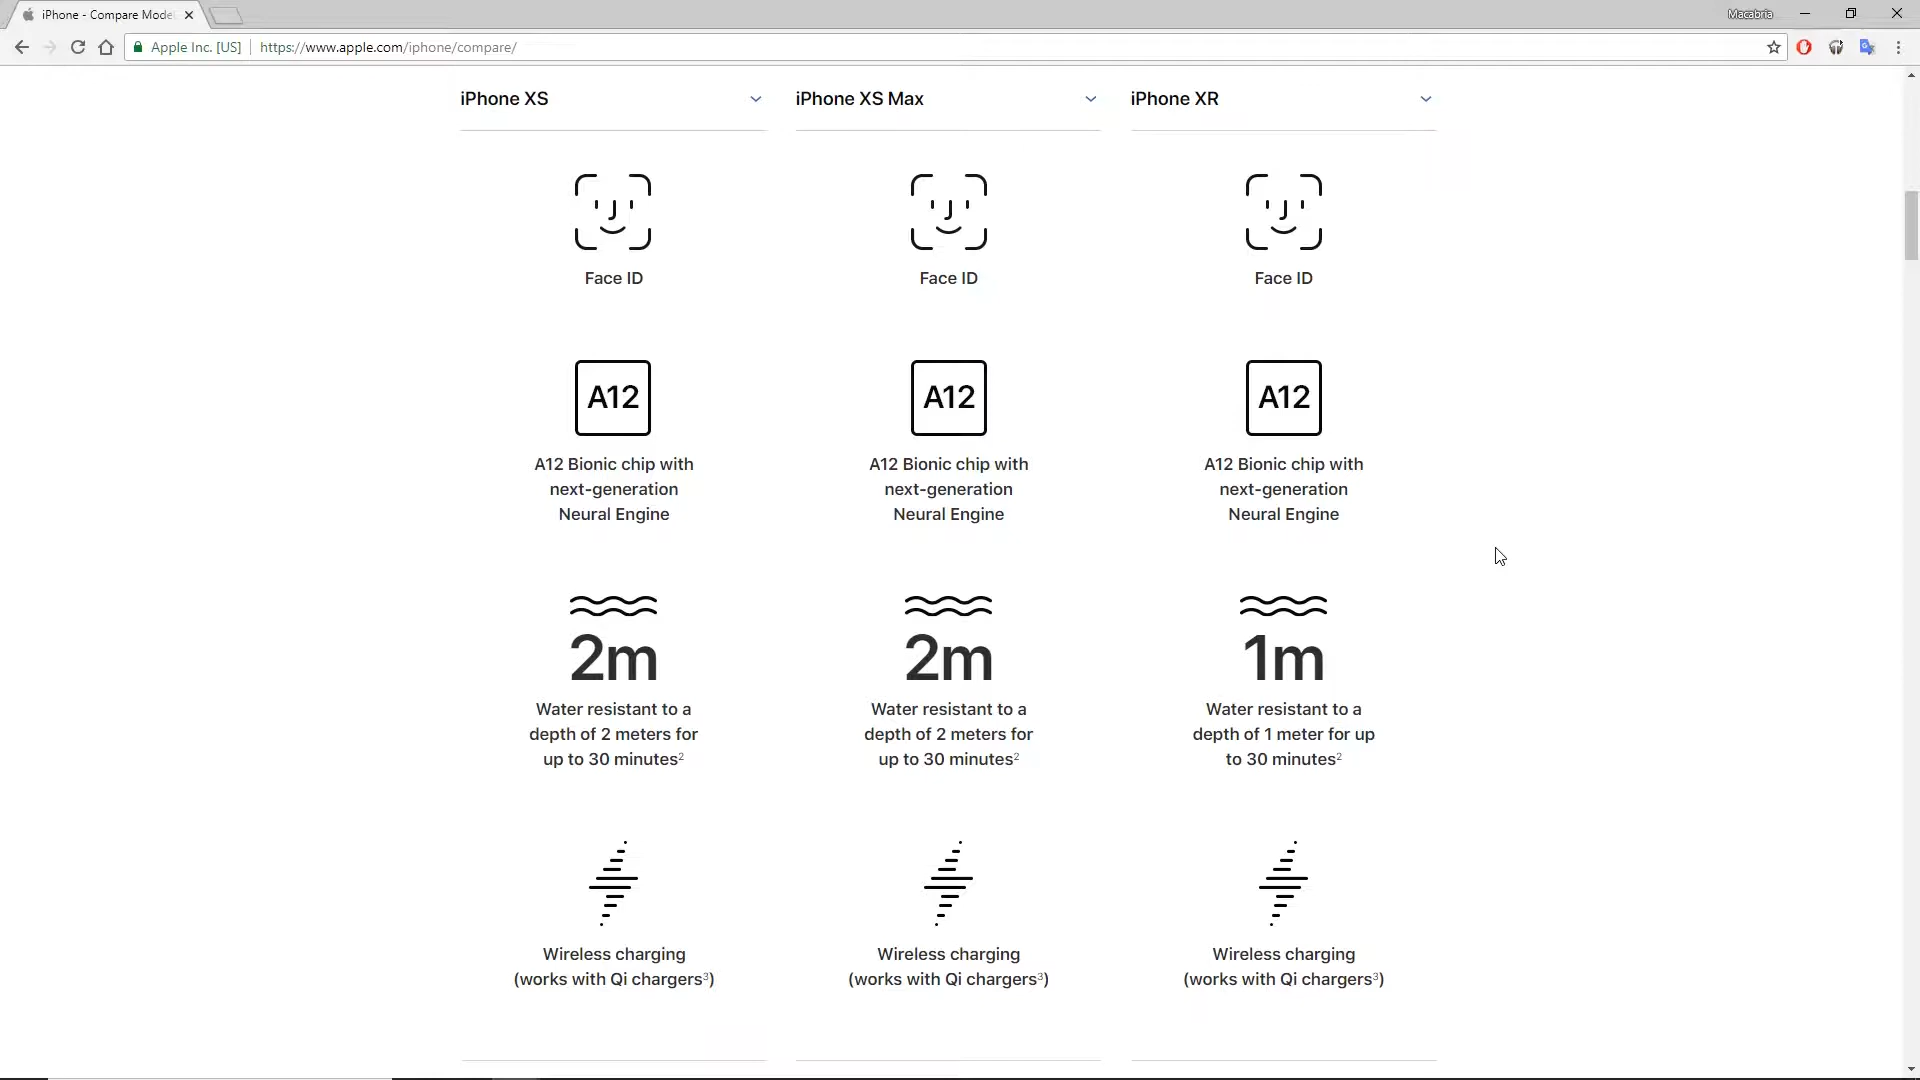 iPhone - Compare Mode
Macabria
Apple Inc. [US]
https://www.apple.com/iphone/compare/
iPhone XS
iPhone XS Max
iPhone XR
Face ID
Face ID
Face ID
A12
A12
A12
A12 Bionic chip with
next-generation
Neural Engine
A12 Bionic chip with
next-generation
Neural Engine
A12 Bionic chip with
next-generation
Neural Engine
2m
2m
1m
Water resistant to a
depth of 2 meters for
up to 30 minutes²
Water resistant to a
depth of 2 meters for
up to 30 minutes²
Water resistant to a
depth of 1 meter for up
to 30 minutes²
Wireless charging
(works with Qi chargers³)
Wireless charging
(works with Qi chargers³)
Wireless charging
(works with Qi chargers³)